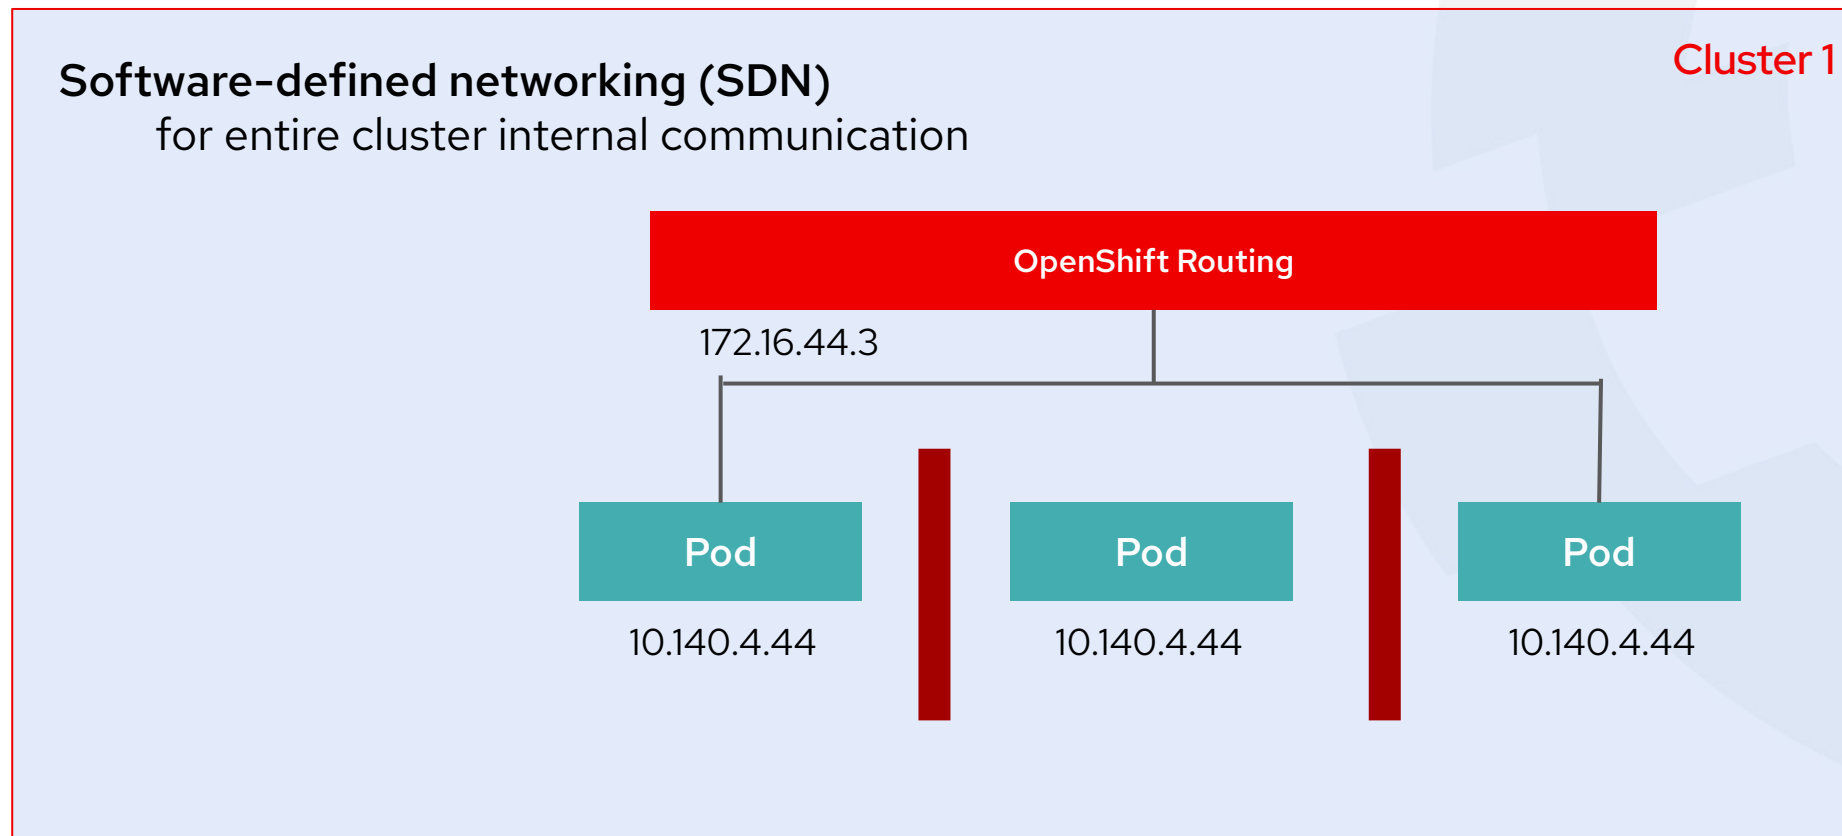 Cluster 1
Software-defined networking (SDN)
for entire cluster internal communication
OpenShift Routing
172.16.44.3
Pod
Pod
Pod
10.140.4.44
10.140.4.44
10.140.4.44